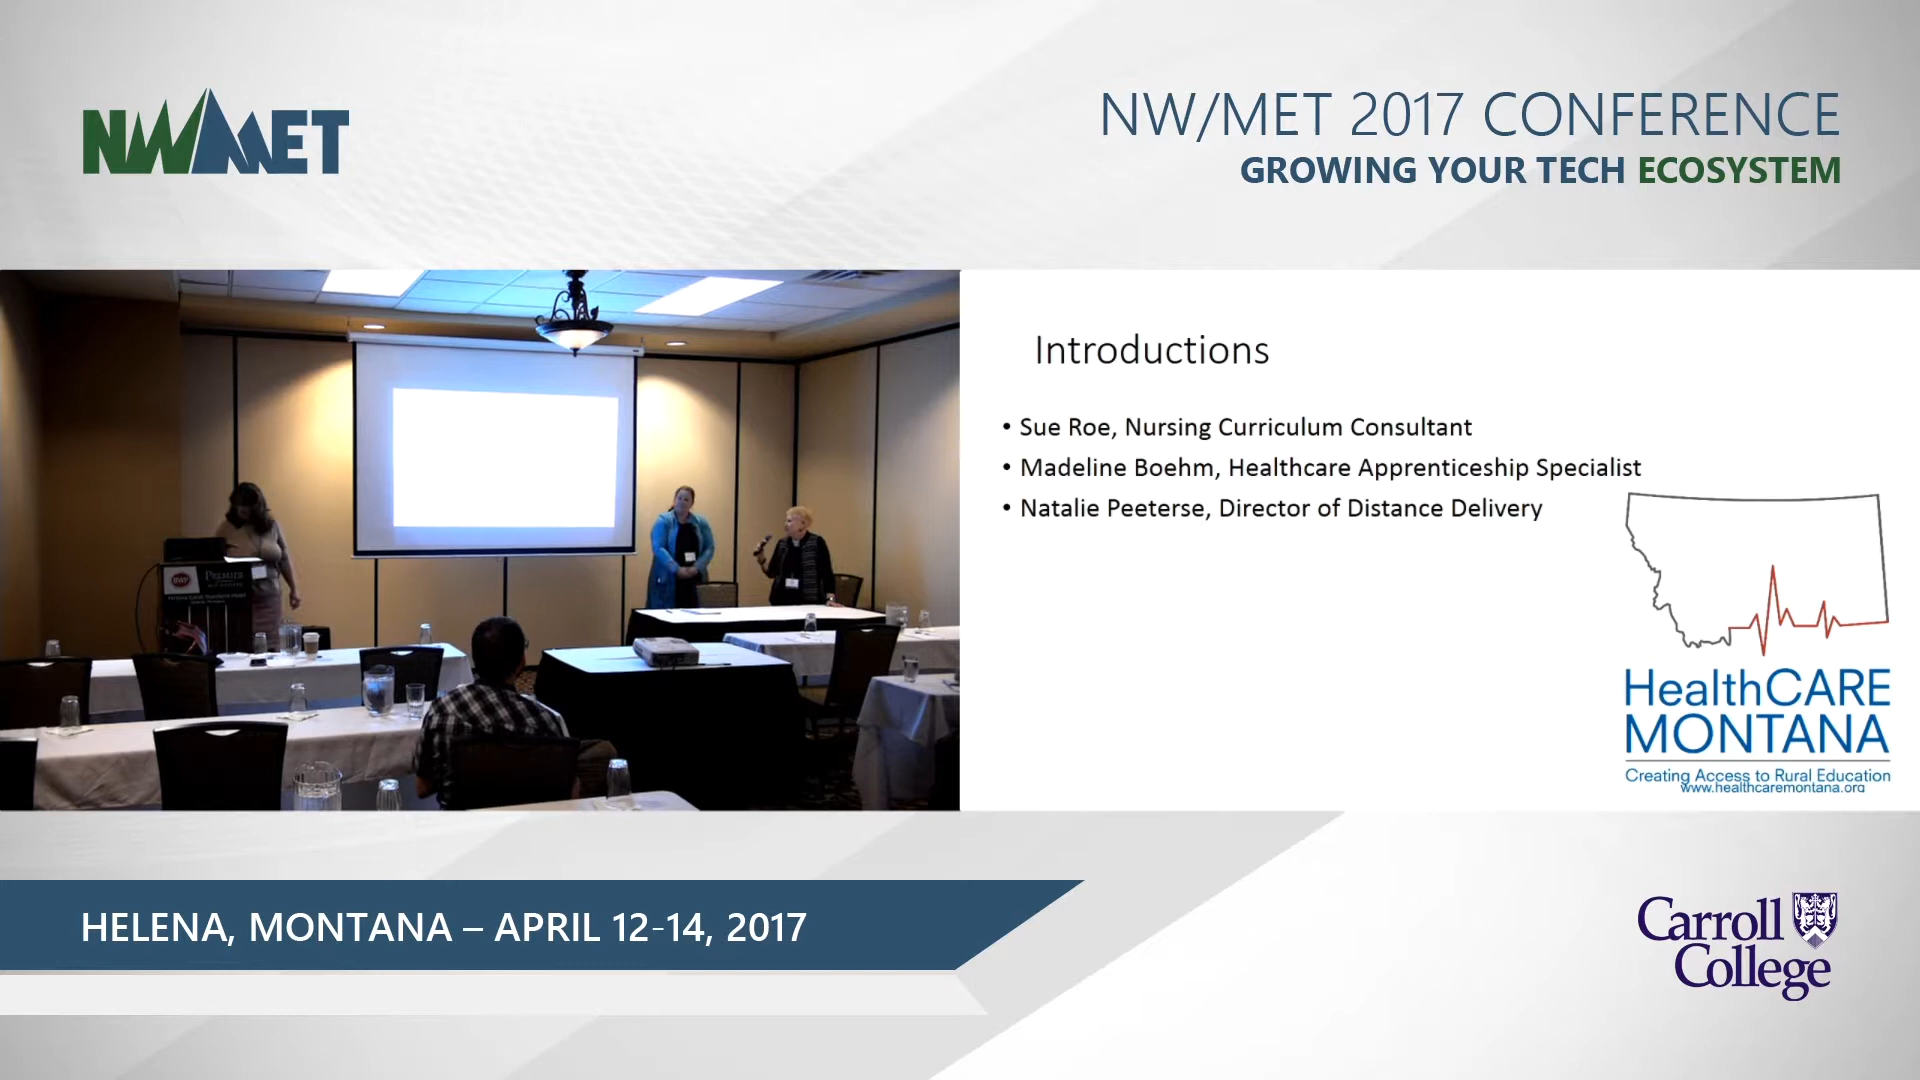 NWMET
NW/MET 2017 CONFERENCE
GROWING YOUR TECH ECOSYSTEM
Introductions
• Sue Roe, Nursing Curriculum Consultant
• Madeline Boehm, Healthcare Apprenticeship Specialist
• Natalie Peeterse, Director of Distance Delivery
HealthCARE
MONTANA
Creating Access to Rural Education
www.healthcaremontana.org
PREMIER
HELENA, MONTANA – APRIL 12-14, 2017
Carroll
College